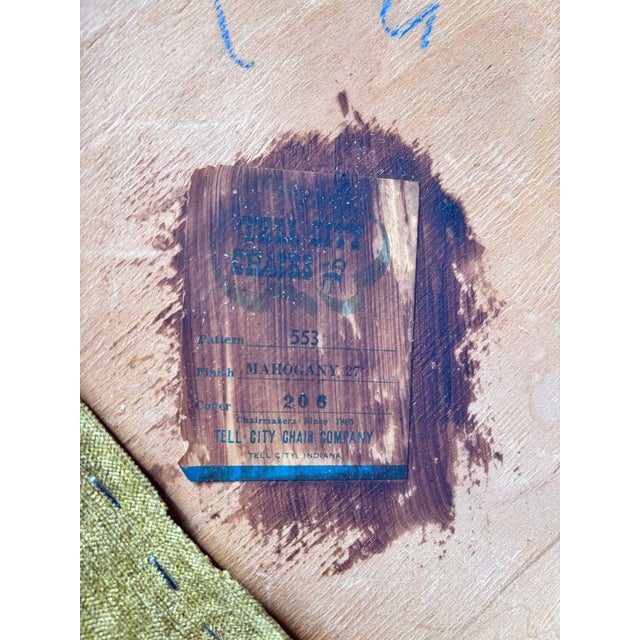 TELL CITY
CHAIRS
Pattern 553
Finish MAHOGANY 27
Cover 206
Chairmakers Since 1865
TELL CITY CHAIR COMPANY
TELL CITY, INDIANA